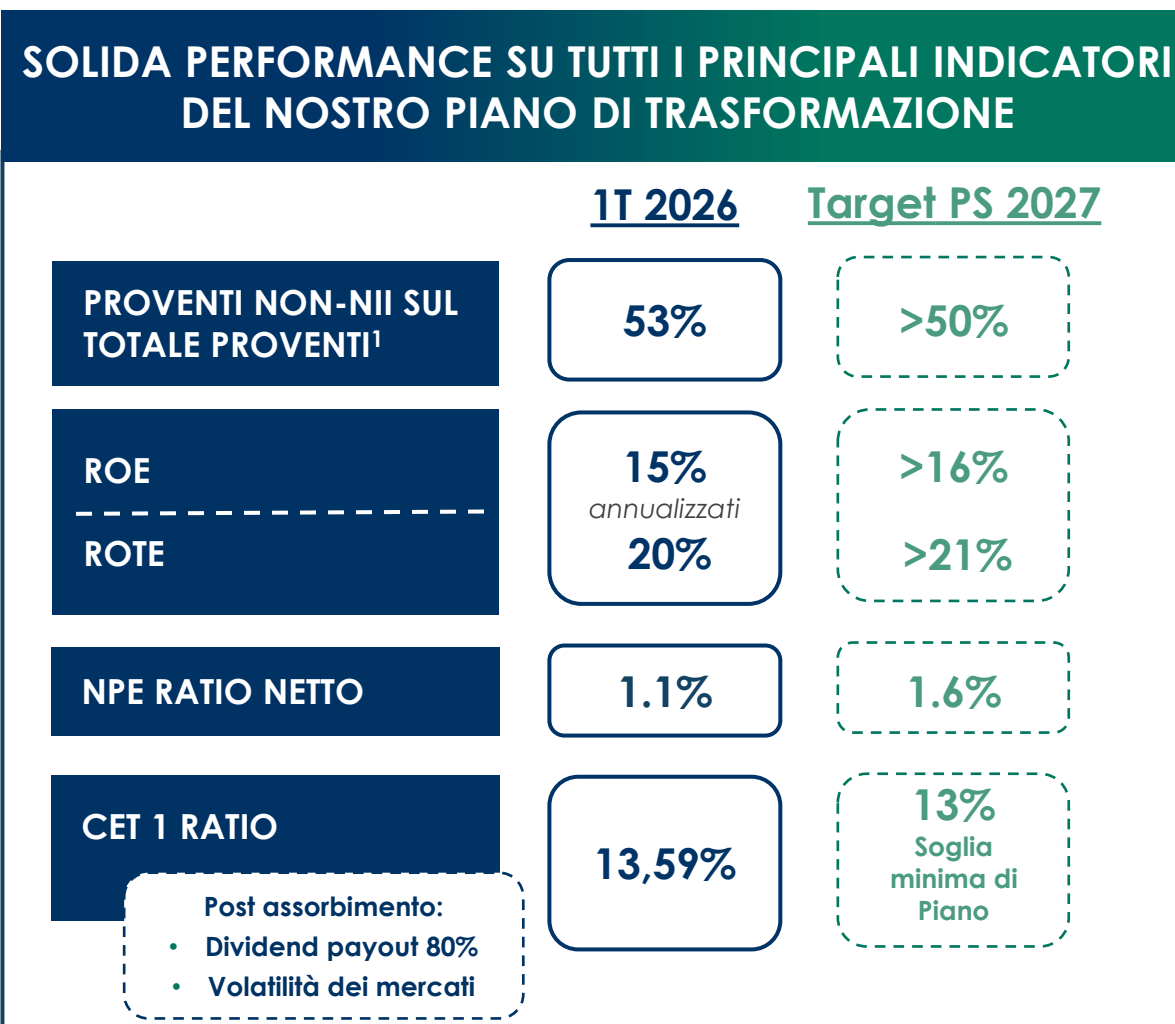 SOLIDA PERFORMANCE SU TUTTI I PRINCIPALI INDICATORI
DEL NOSTRO PIANO DI TRASFORMAZIONE
1T 2026
Target PS 2027
PROVENTI NON-NII SUL
TOTALE PROVENTI¹
53%
>50%
ROE
15%
>16%
annualizzati
ROTE
20%
>21%
NPE RATIO NETTO
1.1%
1.6%
CET 1 RATIO
13,59%
13%
Soglia
minima di
Piano
Post assorbimento:
• Dividend payout 80%
• Volatilità dei mercati